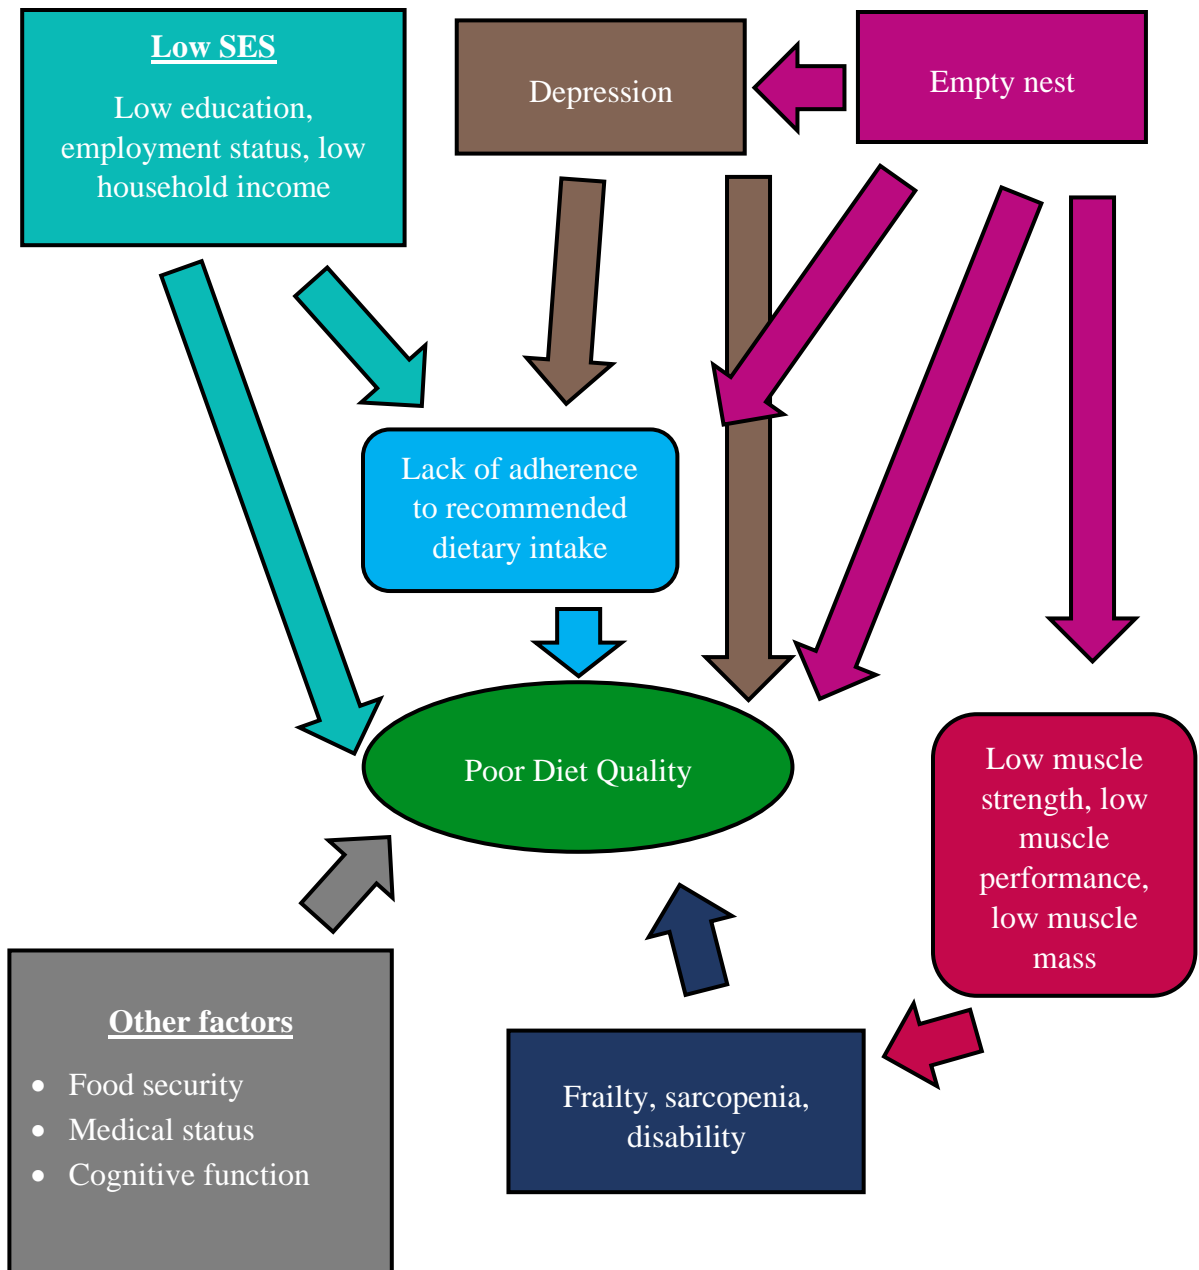 Low SES
Low education,
employment status, low
household income
Depression
Empty nest
Lack of adherence
to recommended
dietary intake
Poor Diet Quality
Low muscle
strength, low
muscle
performance,
low muscle
mass
Other factors
• Food security
• Medical status
• Cognitive function
Frailty, sarcopenia,
disability